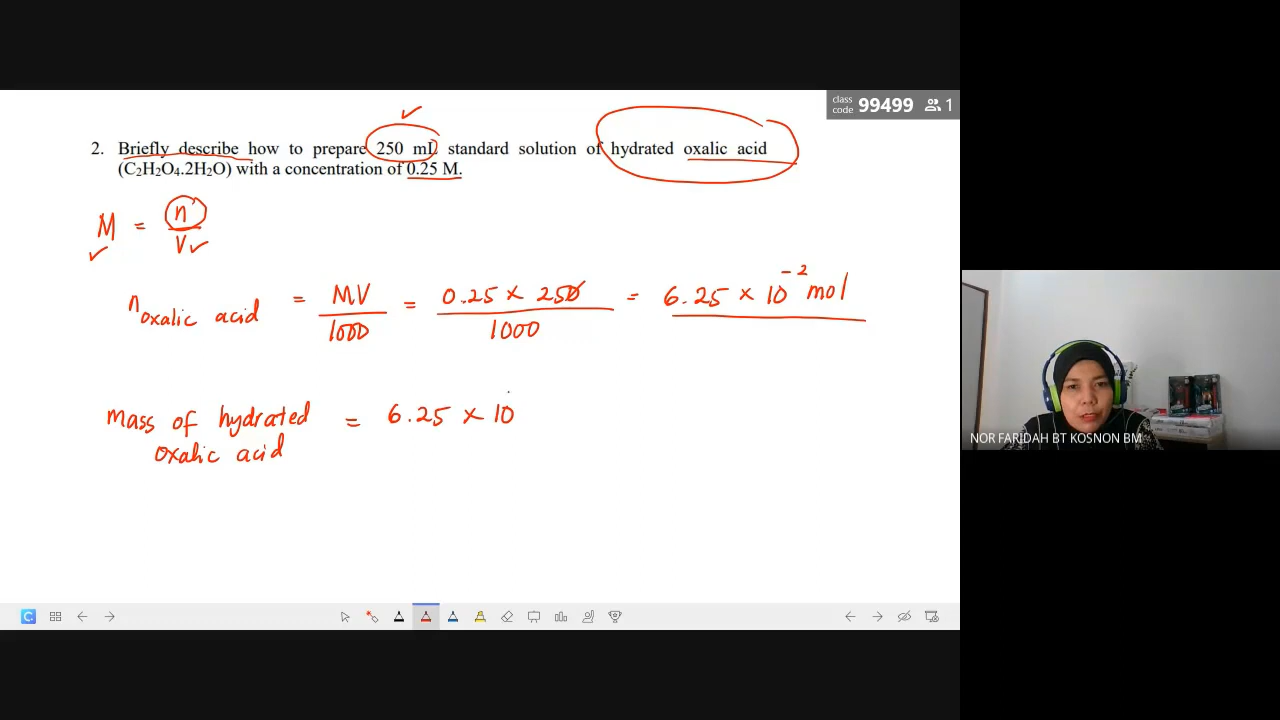 class code 99499 1
2. Briefly describe how to prepare 250 mL standard solution of hydrated oxalic acid
(C₂H₂O₄.2H₂O) with a concentration of 0.25 M.
M = n / V
n oxalic acid = MV / 1000 = 0.25 × 250 / 1000 = 6.25 × 10⁻² mol
mass of hydrated = 6.25 × 10
oxalic acid
NOR FARIDAH BT KOSNON BM